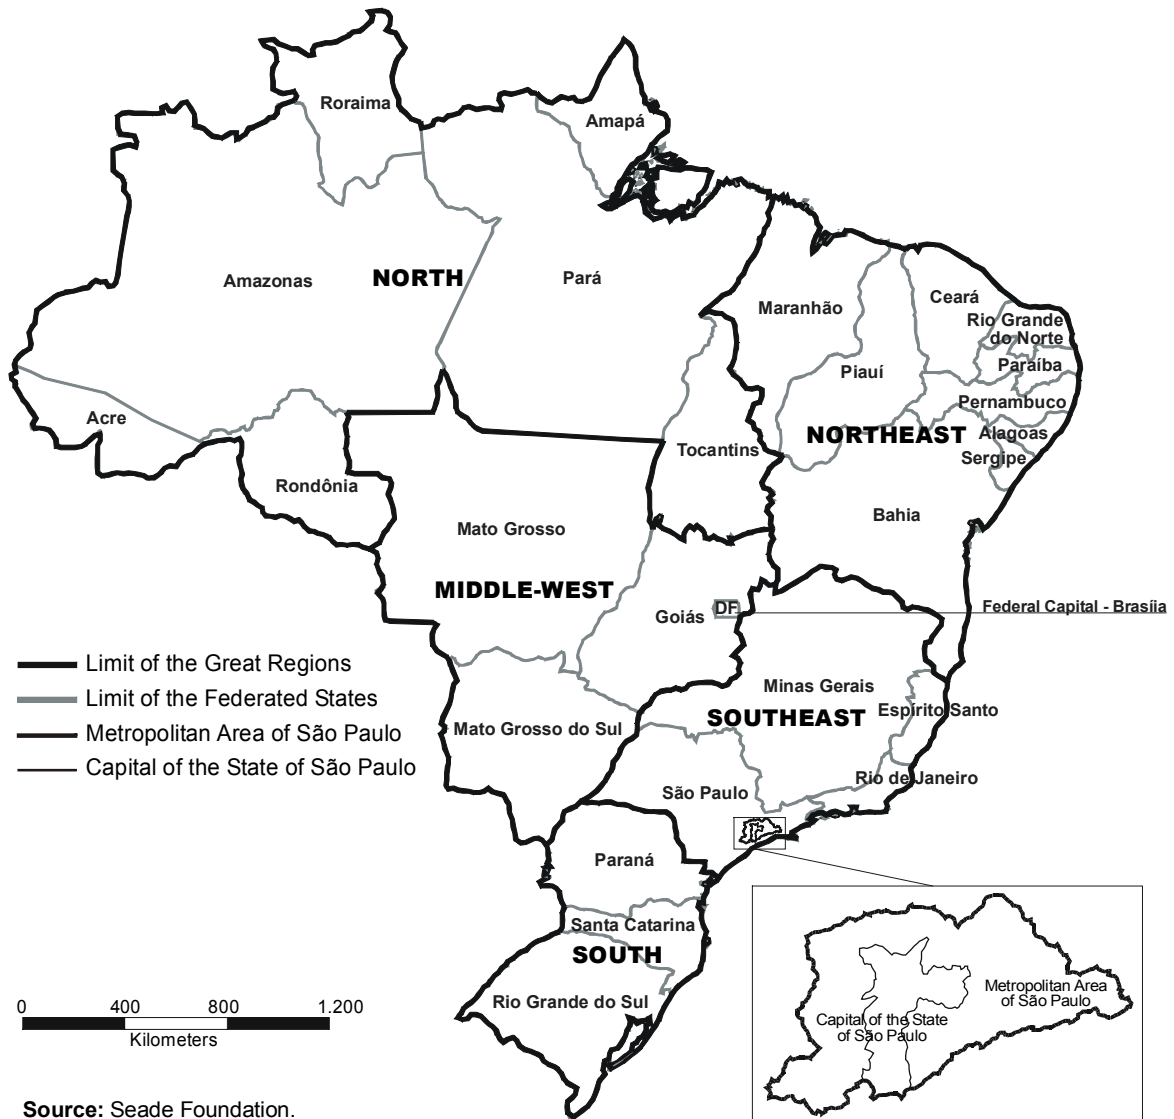 Roraima
Amapá
Amazonas
NORTH
Pará
Maranhão
Ceará
Rio Grande
do Norte
Paraíba
Piauí
Pernambuco
Acre
Tocantins
NORTHEAST
Alagoas
Sergipe
Rondônia
Bahia
Mato Grosso
MIDDLE-WEST
Goiás
DF
Federal Capital - Brasíia
Limit of the Great Regions
Limit of the Federated States
Metropolitan Area of São Paulo
Capital of the State of São Paulo
Minas Gerais
SOUTHEAST
Espírito Santo
Mato Grosso do Sul
Rio de Janeiro
São Paulo
Paraná
Santa Catarina
SOUTH
Rio Grande do Sul
Metropolitan Area
of São Paulo
Capital of the State
of São Paulo
0 400 800 1.200
Kilometers
Source: Seade Foundation.